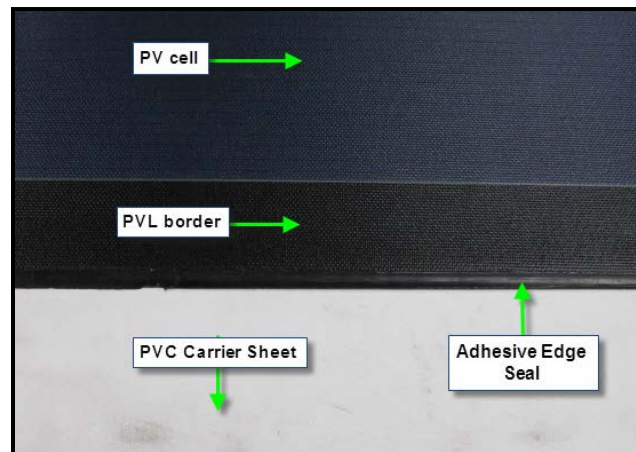 PV cell
PVL border
PVC Carrier Sheet
Adhesive Edge
Seal